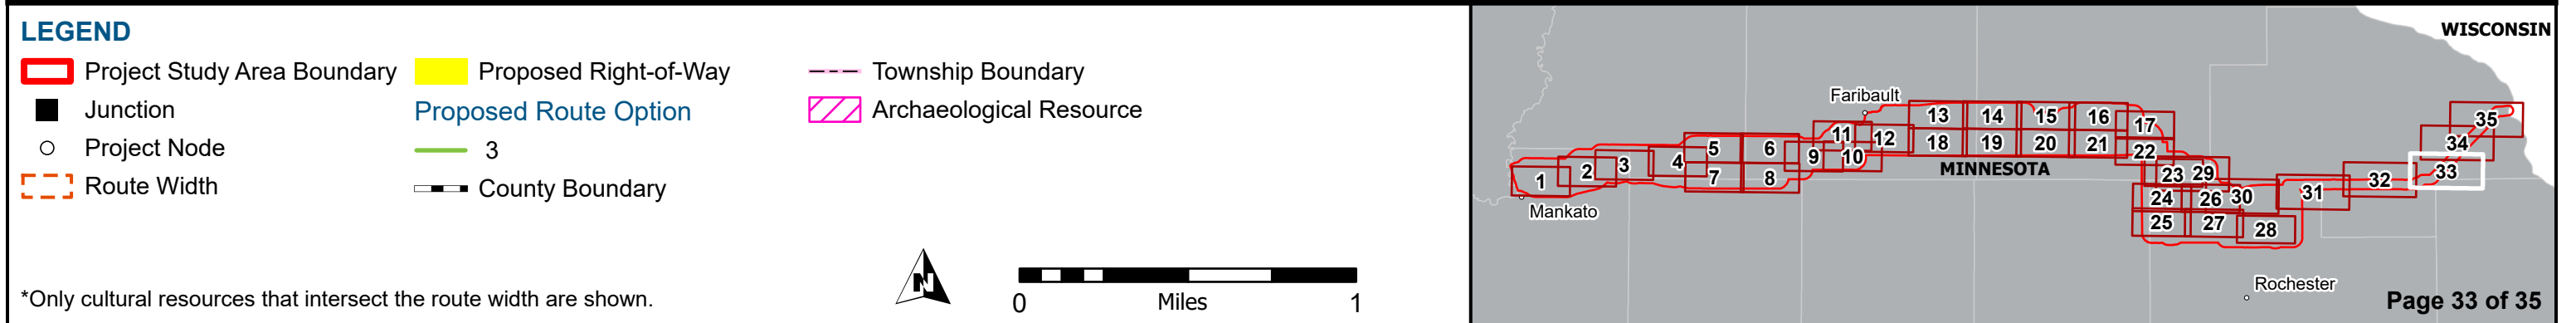 LEGEND
Project Study Area Boundary
Junction
Project Node
Route Width
Proposed Right-of-Way
Proposed Route Option
3
County Boundary
Township Boundary
Archaeological Resource
*Only cultural resources that intersect the route width are shown.
N
0 Miles 1
WISCONSIN
Faribault
MINNESOTA
Mankato
Rochester
1
2
3
4
5
6
7
8
9
10
11
12
13
14
15
16
17
18
19
20
21
22
23
29
24
26
30
25
27
28
31
32
33
34
35
Page 33 of 35